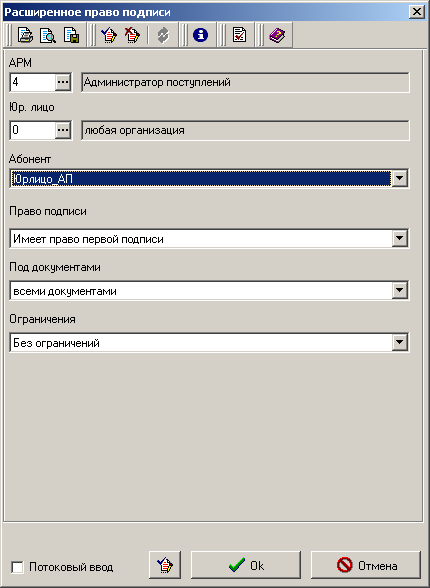 Расширенное право подписи
АРМ
4 ... Администратор поступлений
Юр. лицо
0 ... любая организация
Абонент
Юрлицо_АП
Право подписи
Имеет право первой подписи
Под документами
всеми документами
Ограничения
Без ограничений
Потоковый ввод Ok Отмена